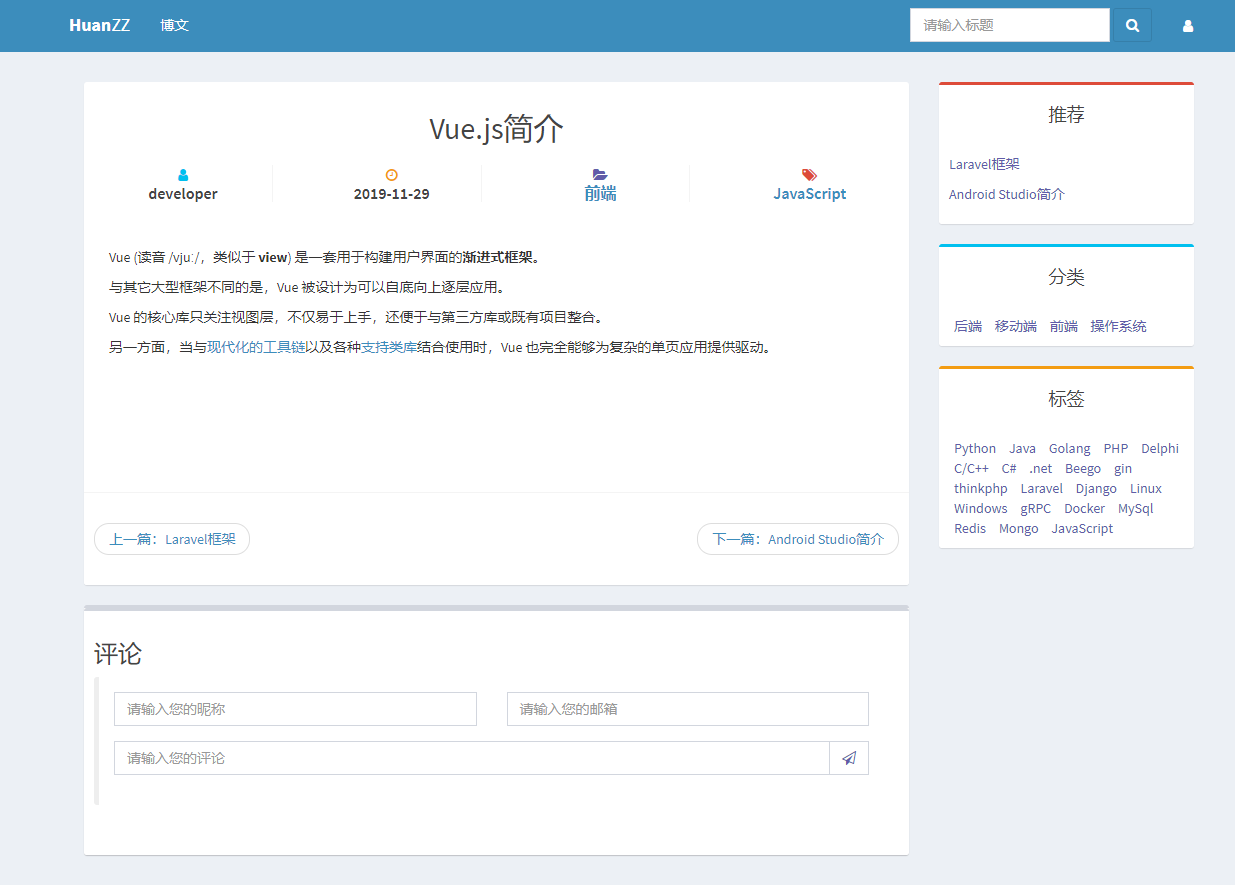 HuanZZ 博文 请输入标题
Vue.js简介
developer 2019-11-29 前端 JavaScript
Vue (读音 /vjuː/，类似于 view) 是一套用于构建用户界面的渐进式框架。
与其它大型框架不同的是，Vue 被设计为可以自底向上逐层应用。
Vue 的核心库只关注视图层，不仅易于上手，还便于与第三方库或既有项目整合。
另一方面，当与现代化的工具链以及各种支持类库结合使用时，Vue 也完全能够为复杂的单页应用提供驱动。
上一篇：Laravel框架 下一篇：Android Studio简介
评论
请输入您的昵称 请输入您的邮箱
请输入您的评论
推荐
Laravel框架
Android Studio简介
分类
后端 移动端 前端 操作系统
标签
Python Java Golang PHP Delphi
C/C++ C# .net Beego gin
thinkphp Laravel Django Linux
Windows gRPC Docker MySql
Redis Mongo JavaScript